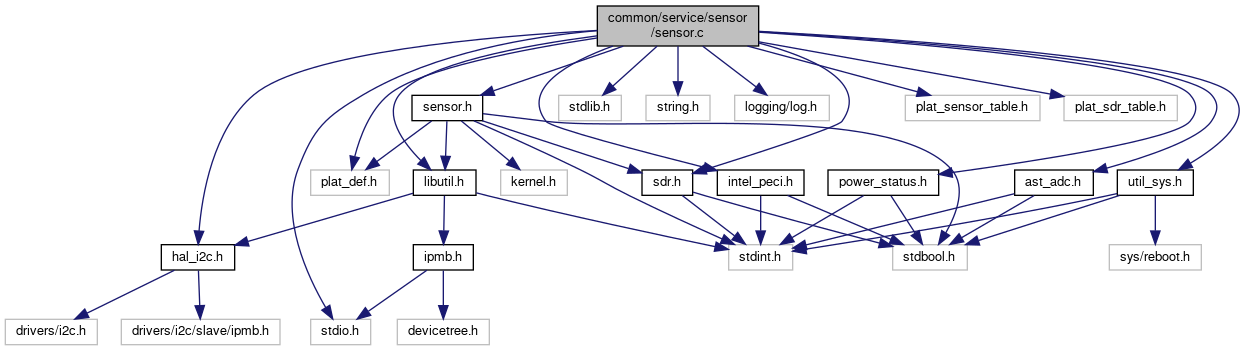 common/service/sensor
/sensor.c
sensor.h
stdlib.h
string.h
logging/log.h
plat_sensor_table.h
plat_sdr_table.h
plat_def.h
libutil.h
kernel.h
sdr.h
intel_peci.h
power_status.h
ast_adc.h
util_sys.h
hal_i2c.h
ipmb.h
stdint.h
stdbool.h
sys/reboot.h
drivers/i2c.h
drivers/i2c/slave/ipmb.h
stdio.h
devicetree.h